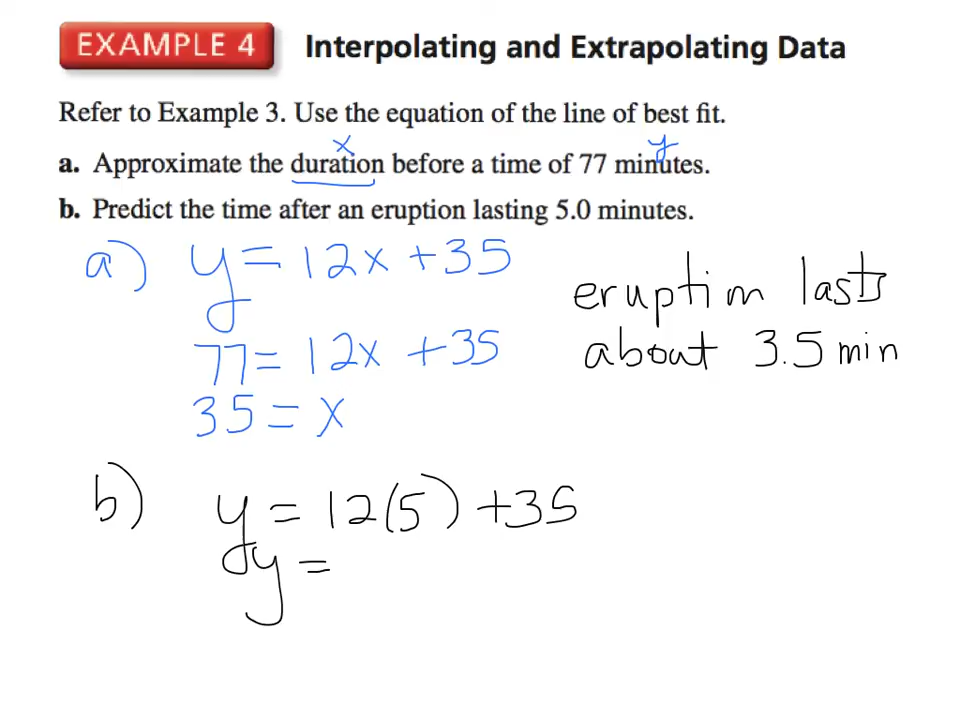 EXAMPLE 4 Interpolating and Extrapolating Data
Refer to Example 3. Use the equation of the line of best fit.
x y
a. Approximate the duration before a time of 77 minutes.
b. Predict the time after an eruption lasting 5.0 minutes.
a) y = 12x + 35
77 = 12x + 35
35 = x
eruption lasts
about 3.5 min
b) y = 12(5) + 35
y =